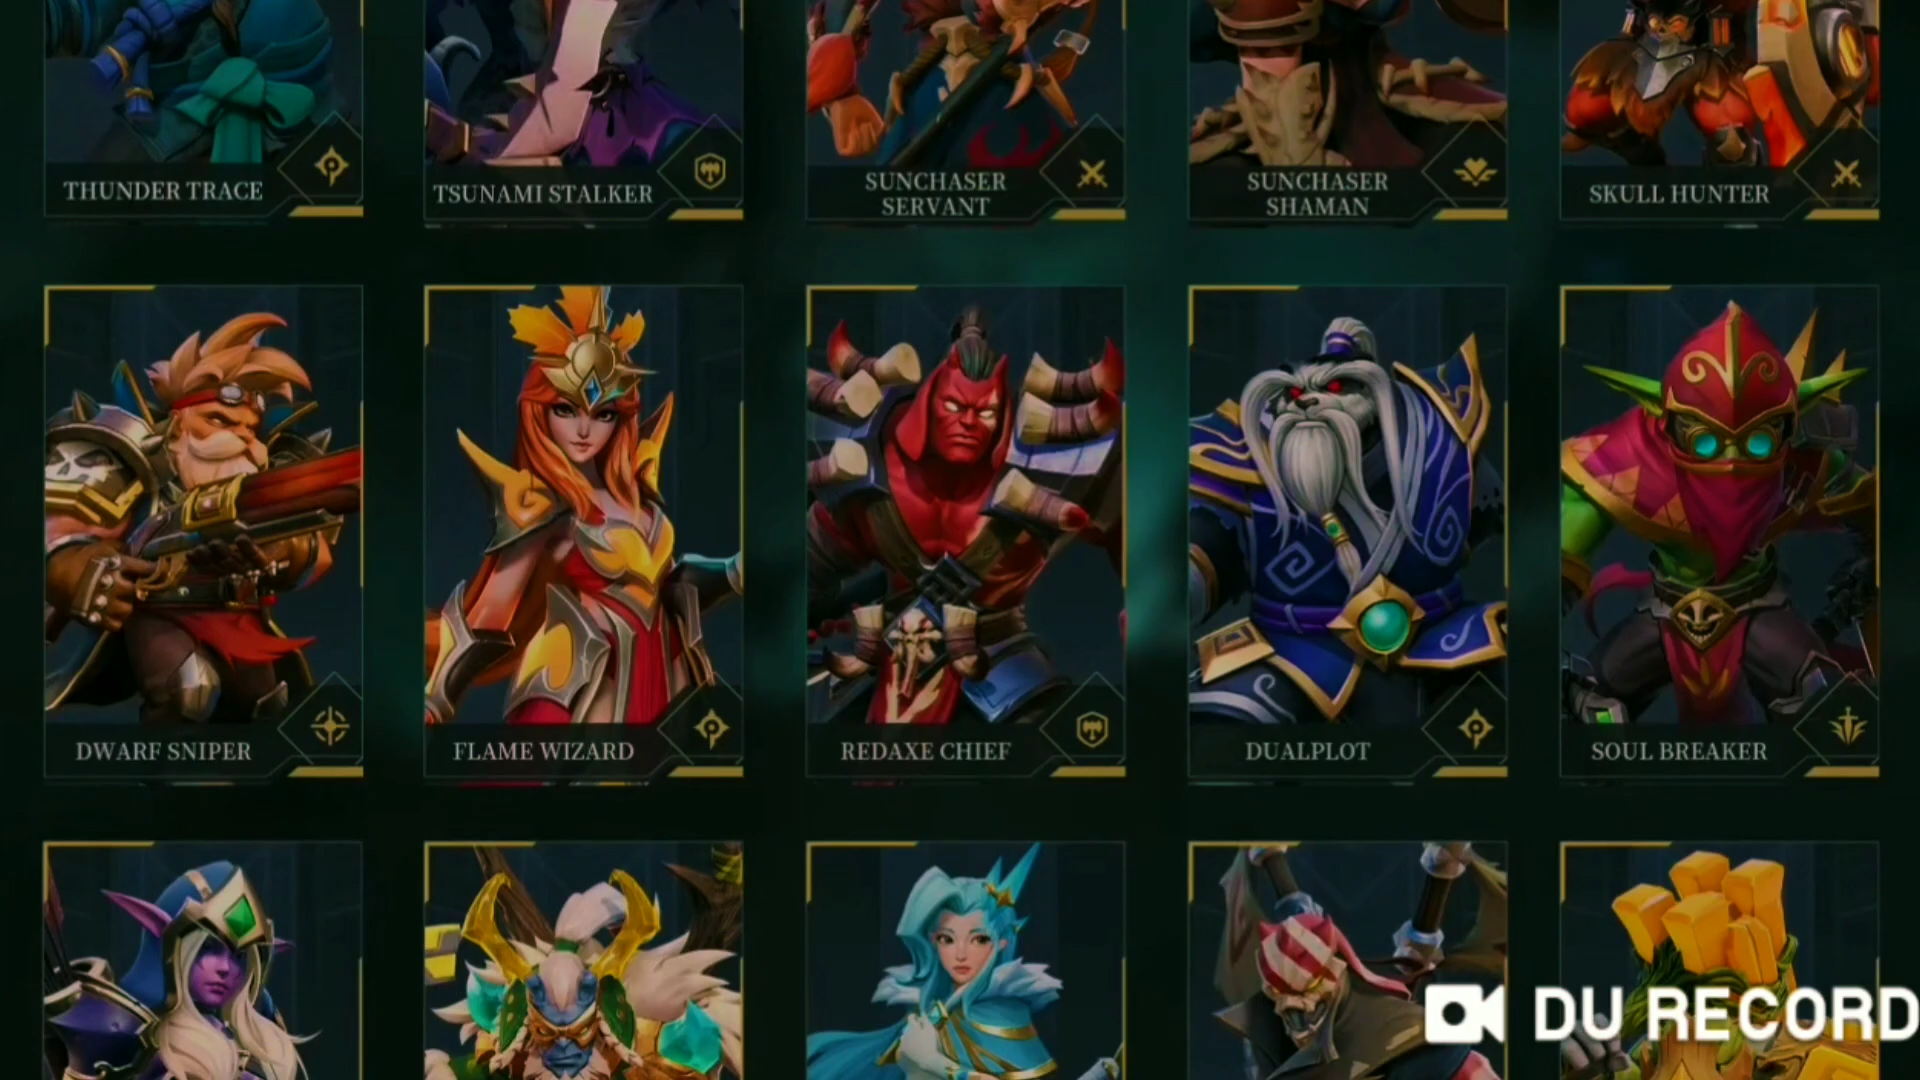 THUNDER TRACE
TSUNAMI STALKER
SUNCHASER
SERVANT
SUNCHASER
SHAMAN
SKULL HUNTER
DWARF SNIPER
FLAME WIZARD
REDAXE CHIEF
DUALPLOT
SOUL BREAKER
DU RECORD